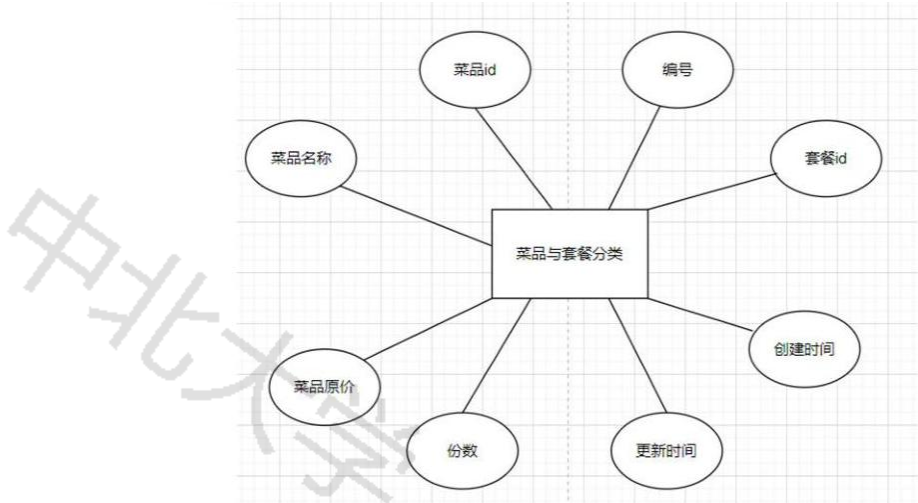 菜品id
编号
菜品名称
套餐id
菜品与套餐分类
创建时间
菜品原价
份数
更新时间
中北大学